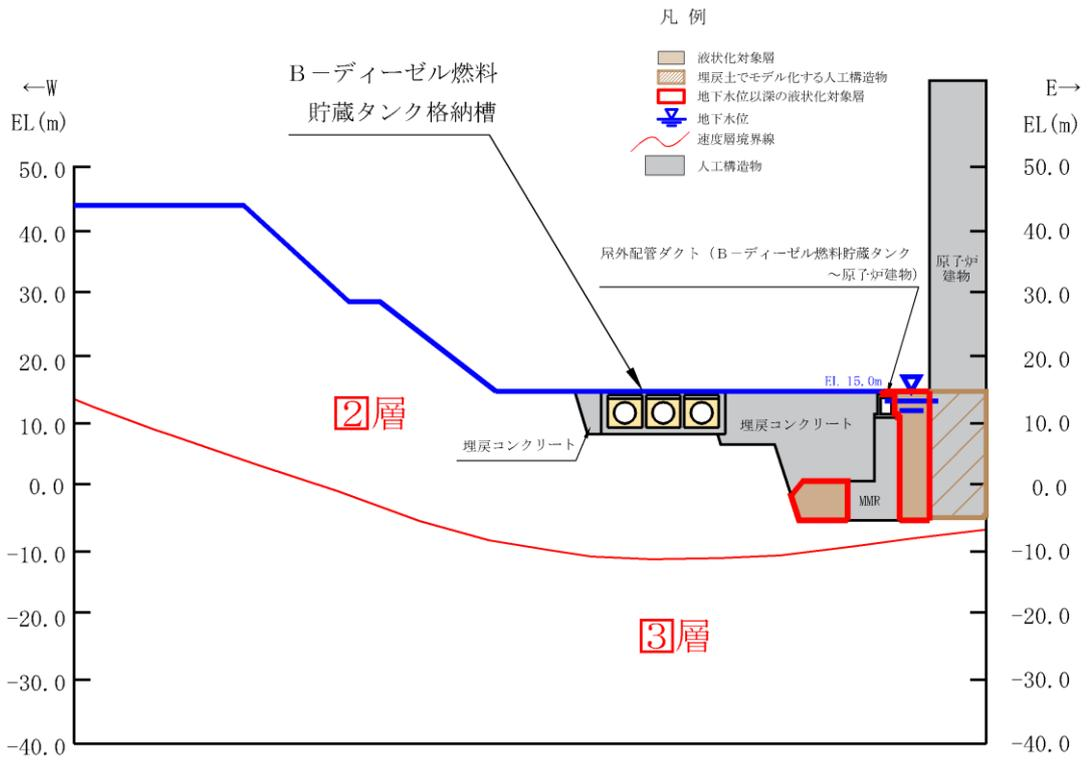 凡 例
液状化対象層
埋戻土でモデル化する人工構造物
地下水位以深の液状化対象層
地下水位
速度層境界線
人工構造物
B－ディーゼル燃料
貯蔵タンク格納槽
←W
EL(m)
E→
EL(m)
屋外配管ダクト（B－ディーゼル燃料貯蔵タンク
～原子炉建物）
原子炉
建物
EL 15.0m
埋戻コンクリート
埋戻コンクリート
MMR
2層
3層
50.0
40.0
30.0
20.0
10.0
0.0
-10.0
-20.0
-30.0
-40.0
50.0
40.0
30.0
20.0
10.0
0.0
-10.0
-20.0
-30.0
-40.0